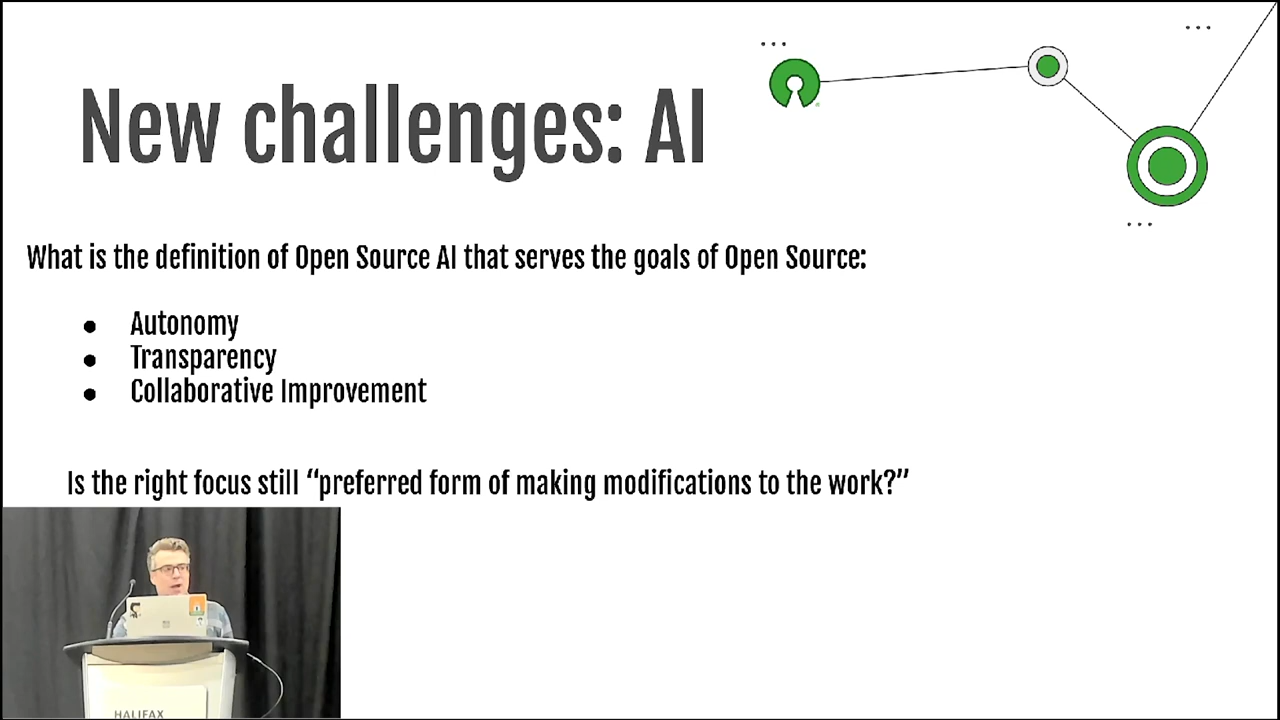 New challenges: AI
What is the definition of Open Source AI that serves the goals of Open Source:
● Autonomy
● Transparency
● Collaborative Improvement
Is the right focus still “preferred form of making modifications to the work?”
HALIFAX